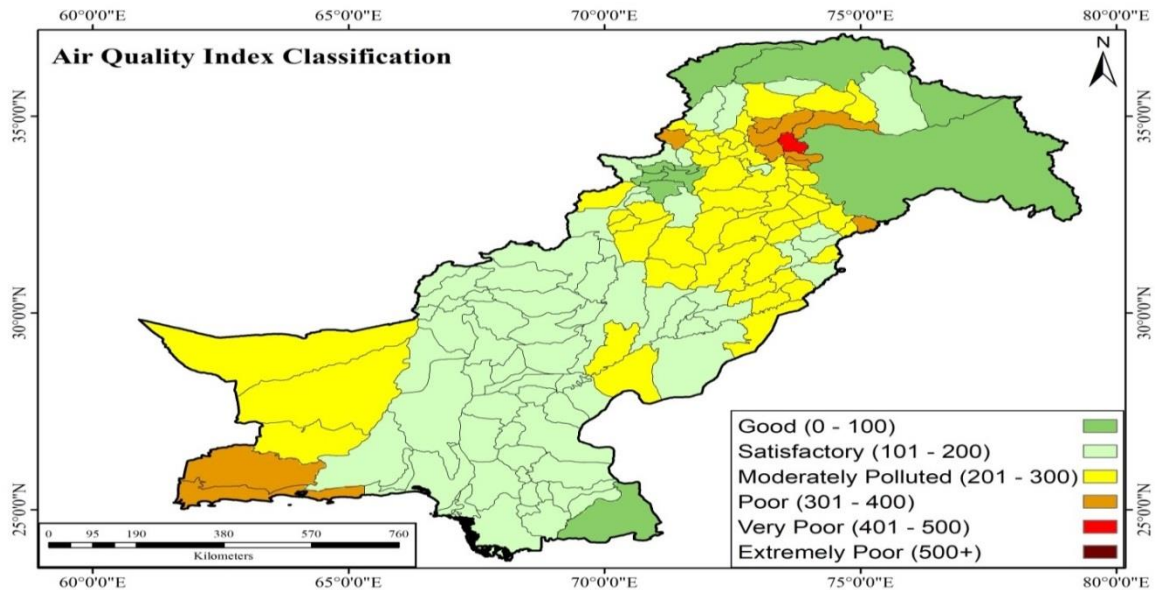 60°0'0"E 65°0'0"E 70°0'0"E 75°0'0"E 80°0'0"E
Air Quality Index Classification
N
35°0'0"N 35°0'0"N
30°0'0"N 30°0'0"N
Good (0 - 100)
Satisfactory (101 - 200)
Moderately Polluted (201 - 300)
Poor (301 - 400)
Very Poor (401 - 500)
Extremely Poor (500+)
25°0'0"N 25°0'0"N
0 95 190 380 570 760
Kilometers
60°0'0"E 65°0'0"E 70°0'0"E 75°0'0"E 80°0'0"E